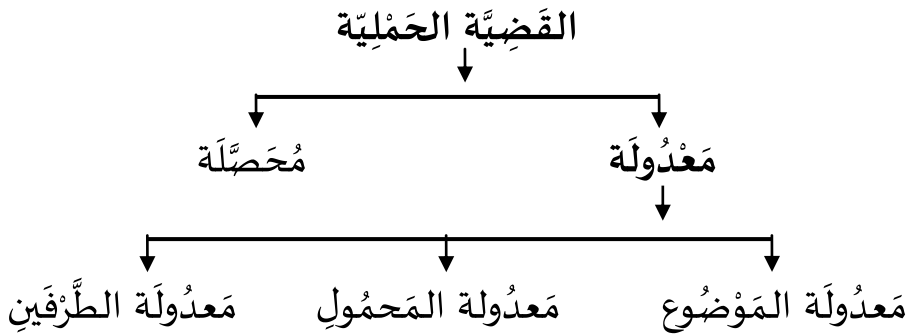 القَضِيَّة الحَمْلِيّة
مَعْدُولَة مُحَصَّلَة
مَعدُولَة المَوْضُوع مَعدُولة المَحمُولِ مَعدُولَة الطَّرْفَينِ